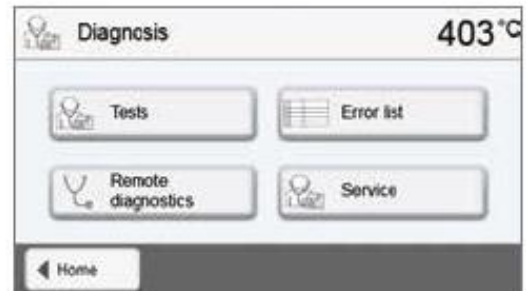 Diagnosis
403°C
Tests
Error list
Remote
diagnostics
Service
Home